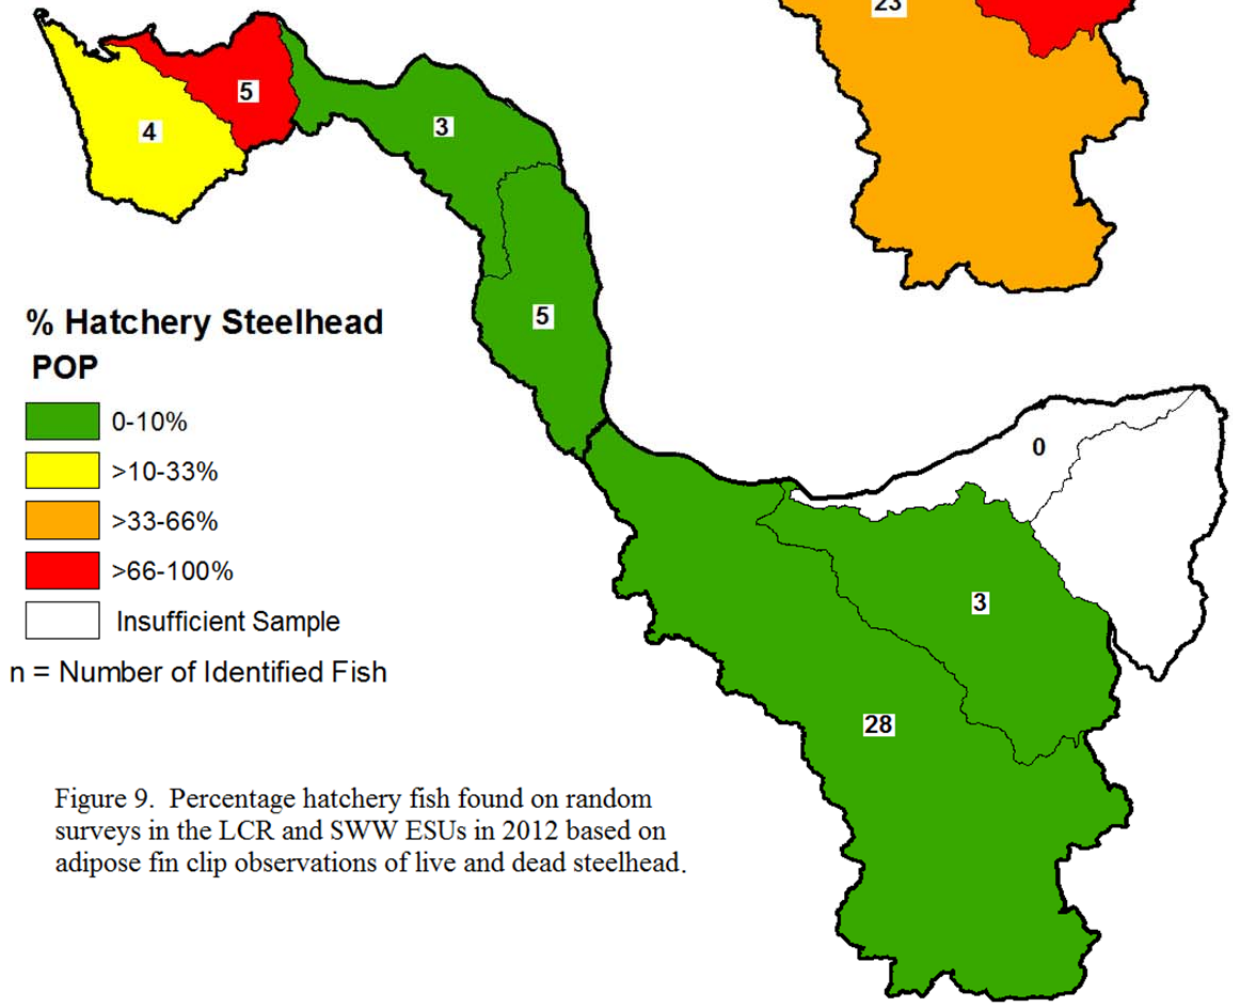 23
5
4
3
5
% Hatchery Steelhead
POP
0-10%
>10-33%
>33-66%
>66-100%
Insufficient Sample
n = Number of Identified Fish
0
3
28
Figure 9.  Percentage hatchery fish found on random
surveys in the LCR and SWW ESUs in 2012 based on
adipose fin clip observations of live and dead steelhead.